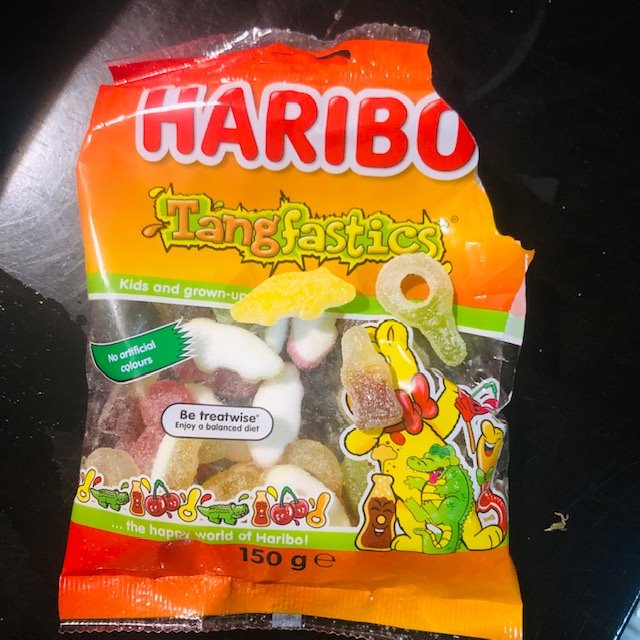 HARIBO
Tangfastics®
Kids and grown-up
No artificial
colours
Be treatwise®
Enjoy a balanced diet
... the happy world of Haribo!
150 g ℮